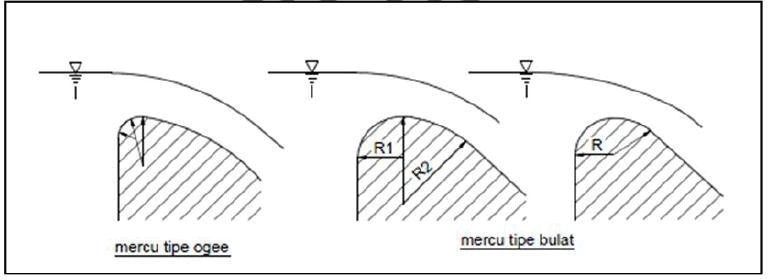 R1
R2
R
mercu tipe ogee
mercu tipe bulat